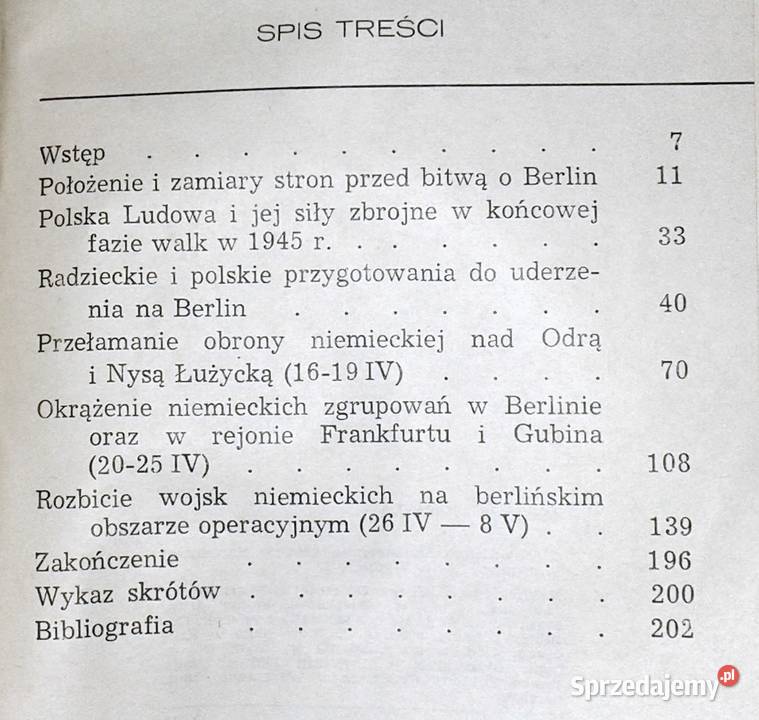 SPIS TREŚCI
Wstęp . . . . . . . . . . 7
Położenie i zamiary stron przed bitwą o Berlin 11
Polska Ludowa i jej siły zbrojne w końcowej
fazie walk w 1945 r. . . . . . . 33
Radzieckie i polskie przygotowania do uderze-
nia na Berlin . . . . . . . 40
Przełamanie obrony niemieckiej nad Odrą
i Nysą Łużycką (16-19 IV) . . . . 70
Okrążenie niemieckich zgrupowań w Berlinie
oraz w rejonie Frankfurtu i Gubina
(20-25 IV) . . . . . . . . 108
Rozbicie wojsk niemieckich na berlińskim
obszarze operacyjnym (26 IV — 8 V) . . 139
Zakończenie . . . . . . . . 196
Wykaz skrótów . . . . . . . . 200
Bibliografia . . . . . . . . 202
Sprzedajemy.pl